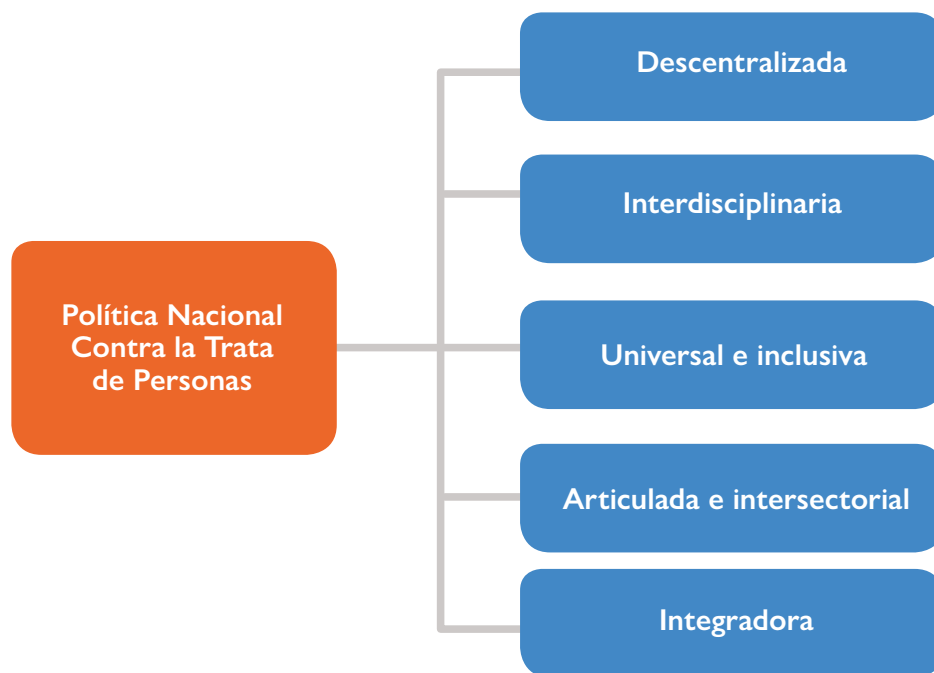 Política Nacional
Contra la Trata
de Personas
Descentralizada
Interdisciplinaria
Universal e inclusiva
Articulada e intersectorial
Integradora